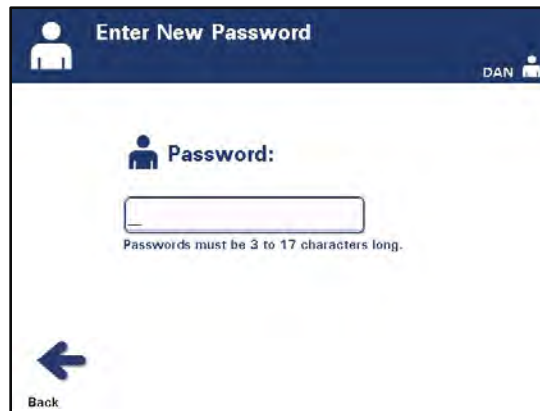 Enter New Password
DAN
Password:
_
Passwords must be 3 to 17 characters long.
Back